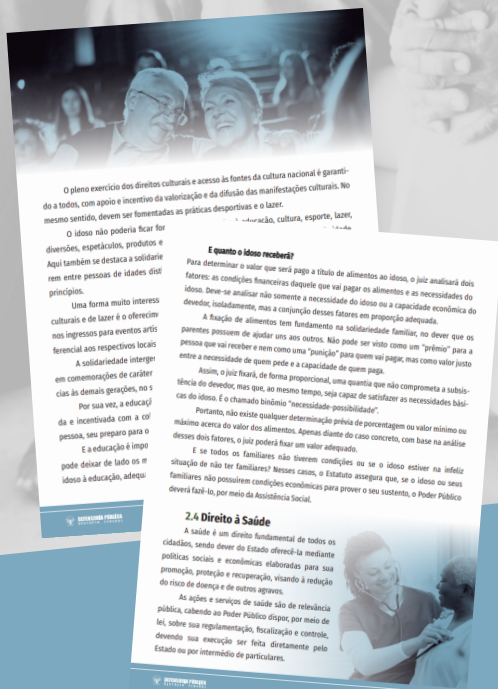 O pleno exercício dos direitos culturais e acesso às fontes da cultura nacional é garanti-
do a todos, com apoio e incentivo da valorização e da difusão das manifestações culturais. No
mesmo sentido, devem ser fomentadas as práticas desportivas e o lazer.
O idoso não poderia ficar for
educação, cultura, esporte, lazer,
diversões, espetáculos, produtos e
Aqui também se destaca a solidarie
rem entre pessoas de idades dist
princípios.
Uma forma muito interess
culturais e de lazer é o oferecim
nos ingressos para eventos artís
ferencial aos respectivos locais
A solidariedade interger
em comemorações de caráter
cias às demais gerações, no s
Por sua vez, a educaçã
da e incentivada com a co
pessoa, seu preparo para o
E a educação é impo
pode deixar de lado os m
idoso à educação, adequa
DEFENSORIA PÚBLICA
DISTRITO FEDERAL
E quanto o idoso receberá?
Para determinar o valor que será pago a título de alimentos ao idoso, o juiz analisará dois
fatores: as condições financeiras daquele que vai pagar os alimentos e as necessidades do
idoso. Deve-se analisar não somente a necessidade do idoso ou a capacidade econômica do
devedor, isoladamente, mas a conjunção desses fatores em proporção adequada.
A fixação de alimentos tem fundamento na solidariedade familiar, no dever que os
parentes possuem de ajudar uns aos outros. Não pode ser visto como um “prêmio” para a
pessoa que vai receber e nem como uma “punição” para quem vai pagar, mas como valor justo
entre a necessidade de quem pede e a capacidade de quem paga.
Assim, o juiz fixará, de forma proporcional, uma quantia que não comprometa a subsis-
tência do devedor, mas que, ao mesmo tempo, seja capaz de satisfazer as necessidades bási-
cas do idoso. É o chamado binômio “necessidade-possibilidade”.
Portanto, não existe qualquer determinação prévia de porcentagem ou valor mínimo ou
máximo acerca do valor dos alimentos. Apenas diante do caso concreto, com base na análise
desses dois fatores, o juiz poderá fixar um valor adequado.
E se todos os familiares não tiverem condições ou se o idoso estiver na infeliz
situação de não ter familiares? Nesses casos, o Estatuto assegura que, se o idoso ou seus
familiares não possuírem condições econômicas para prover o seu sustento, o Poder Público
deverá fazê-lo, por meio da Assistência Social.
2.4 Direito à Saúde
A saúde é um direito fundamental de todos os
cidadãos, sendo dever do Estado oferecê-la mediante
políticas sociais e econômicas elaboradas para sua
promoção, proteção e recuperação, visando à redução
do risco de doença e de outros agravos.
As ações e serviços de saúde são de relevância
pública, cabendo ao Poder Público dispor, por meio de
lei, sobre sua regulamentação, fiscalização e controle,
devendo sua execução ser feita diretamente pelo
Estado ou por intermédio de particulares.
DEFENSORIA PÚBLICA
DISTRITO FEDERAL